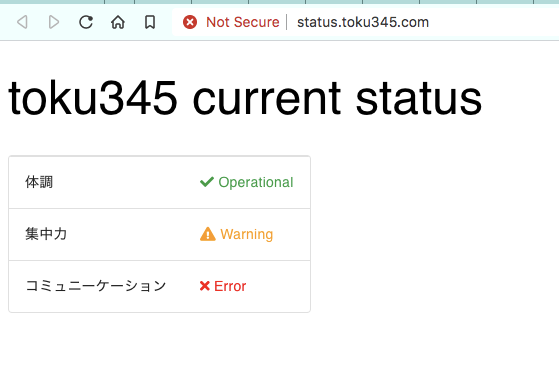 Not Secure | status.toku345.com
toku345 current status
体調 Operational
集中力 Warning
コミュニーケーション Error